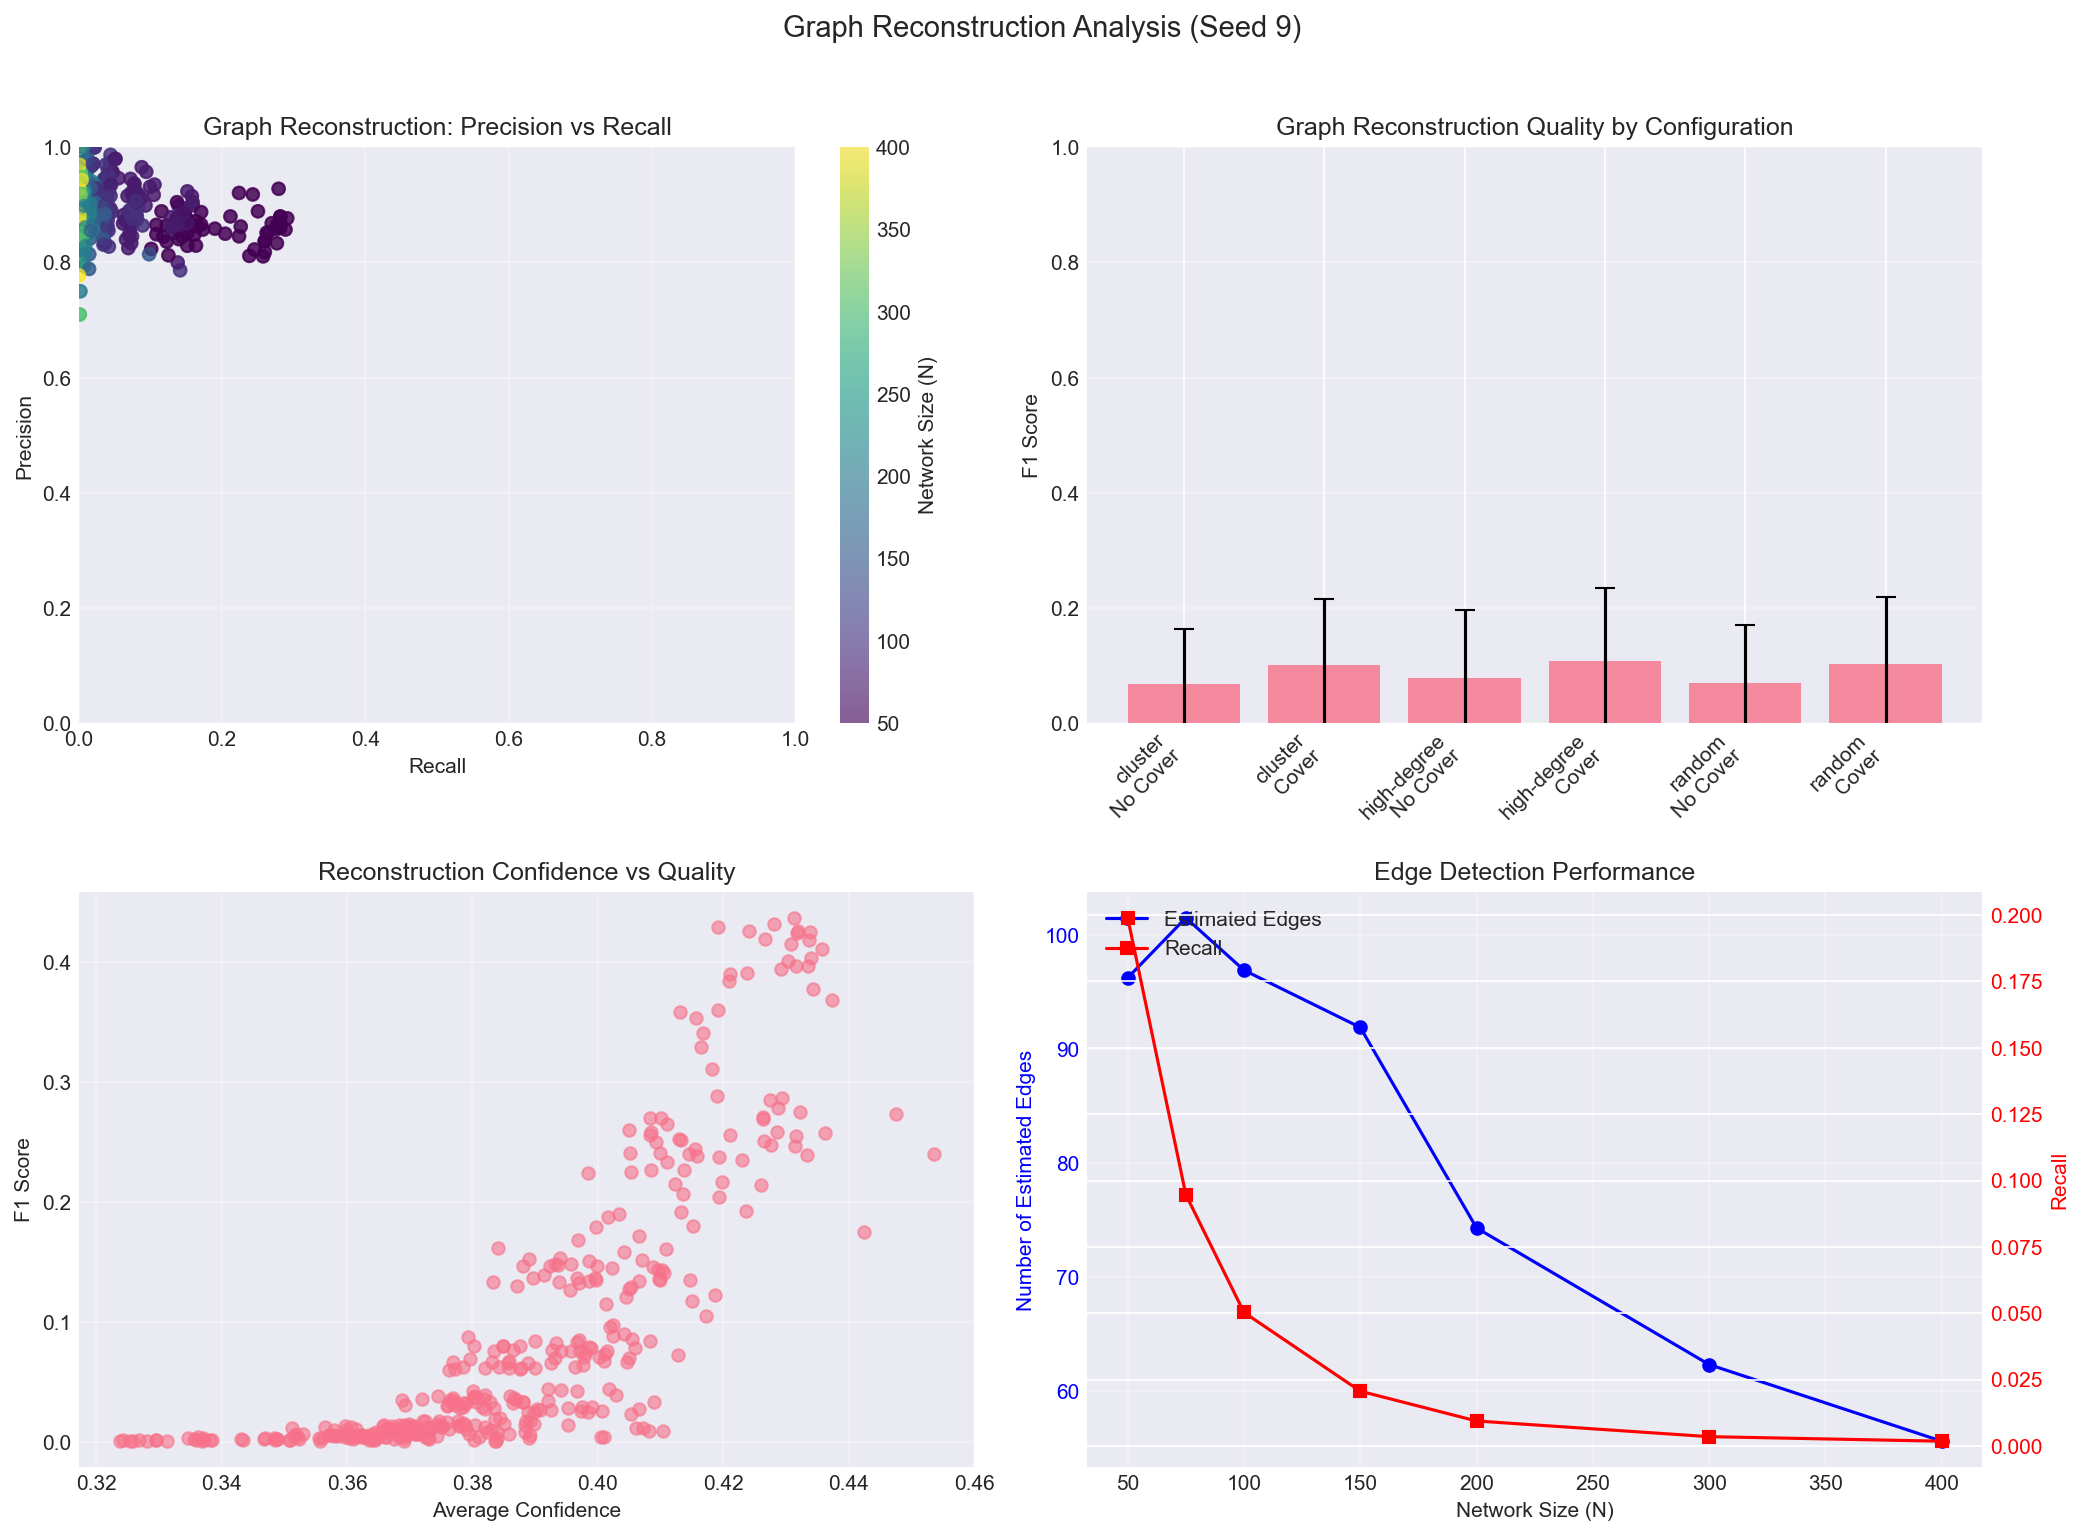 Graph Reconstruction Analysis (Seed 9)
Graph Reconstruction: Precision vs Recall
1.0
0.8
0.6
0.4
0.2
0.0
Precision
0.0
0.2
0.4
0.6
0.8
1.0
Recall
400
350
300
250
200
150
100
50
Network Size (N)
Graph Reconstruction Quality by Configuration
1.0
0.8
0.6
0.4
0.2
0.0
F1 Score
cluster
No Cover
cluster
Cover
high-degree
No Cover
high-degree
Cover
random
No Cover
random
Cover
Reconstruction Confidence vs Quality
0.4
0.3
0.2
0.1
0.0
F1 Score
0.32
0.34
0.36
0.38
0.40
0.42
0.44
0.46
Average Confidence
Edge Detection Performance
Estimated Edges
Recall
100
90
80
70
60
Number of Estimated Edges
0.200
0.175
0.150
0.125
0.100
0.075
0.050
0.025
0.000
Recall
50
100
150
200
250
300
350
400
Network Size (N)